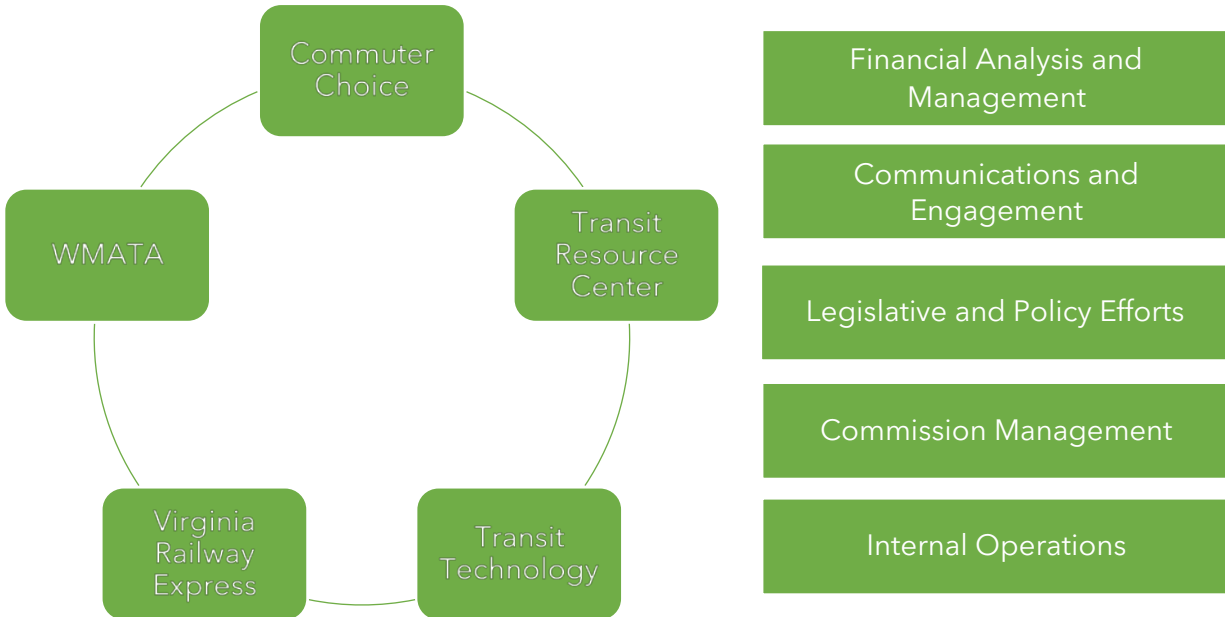 Commuter
Choice
WMATA
Transit
Resource
Center
Virginia
Railway
Express
Transit
Technology
Financial Analysis and
Management
Communications and
Engagement
Legislative and Policy Efforts
Commission Management
Internal Operations